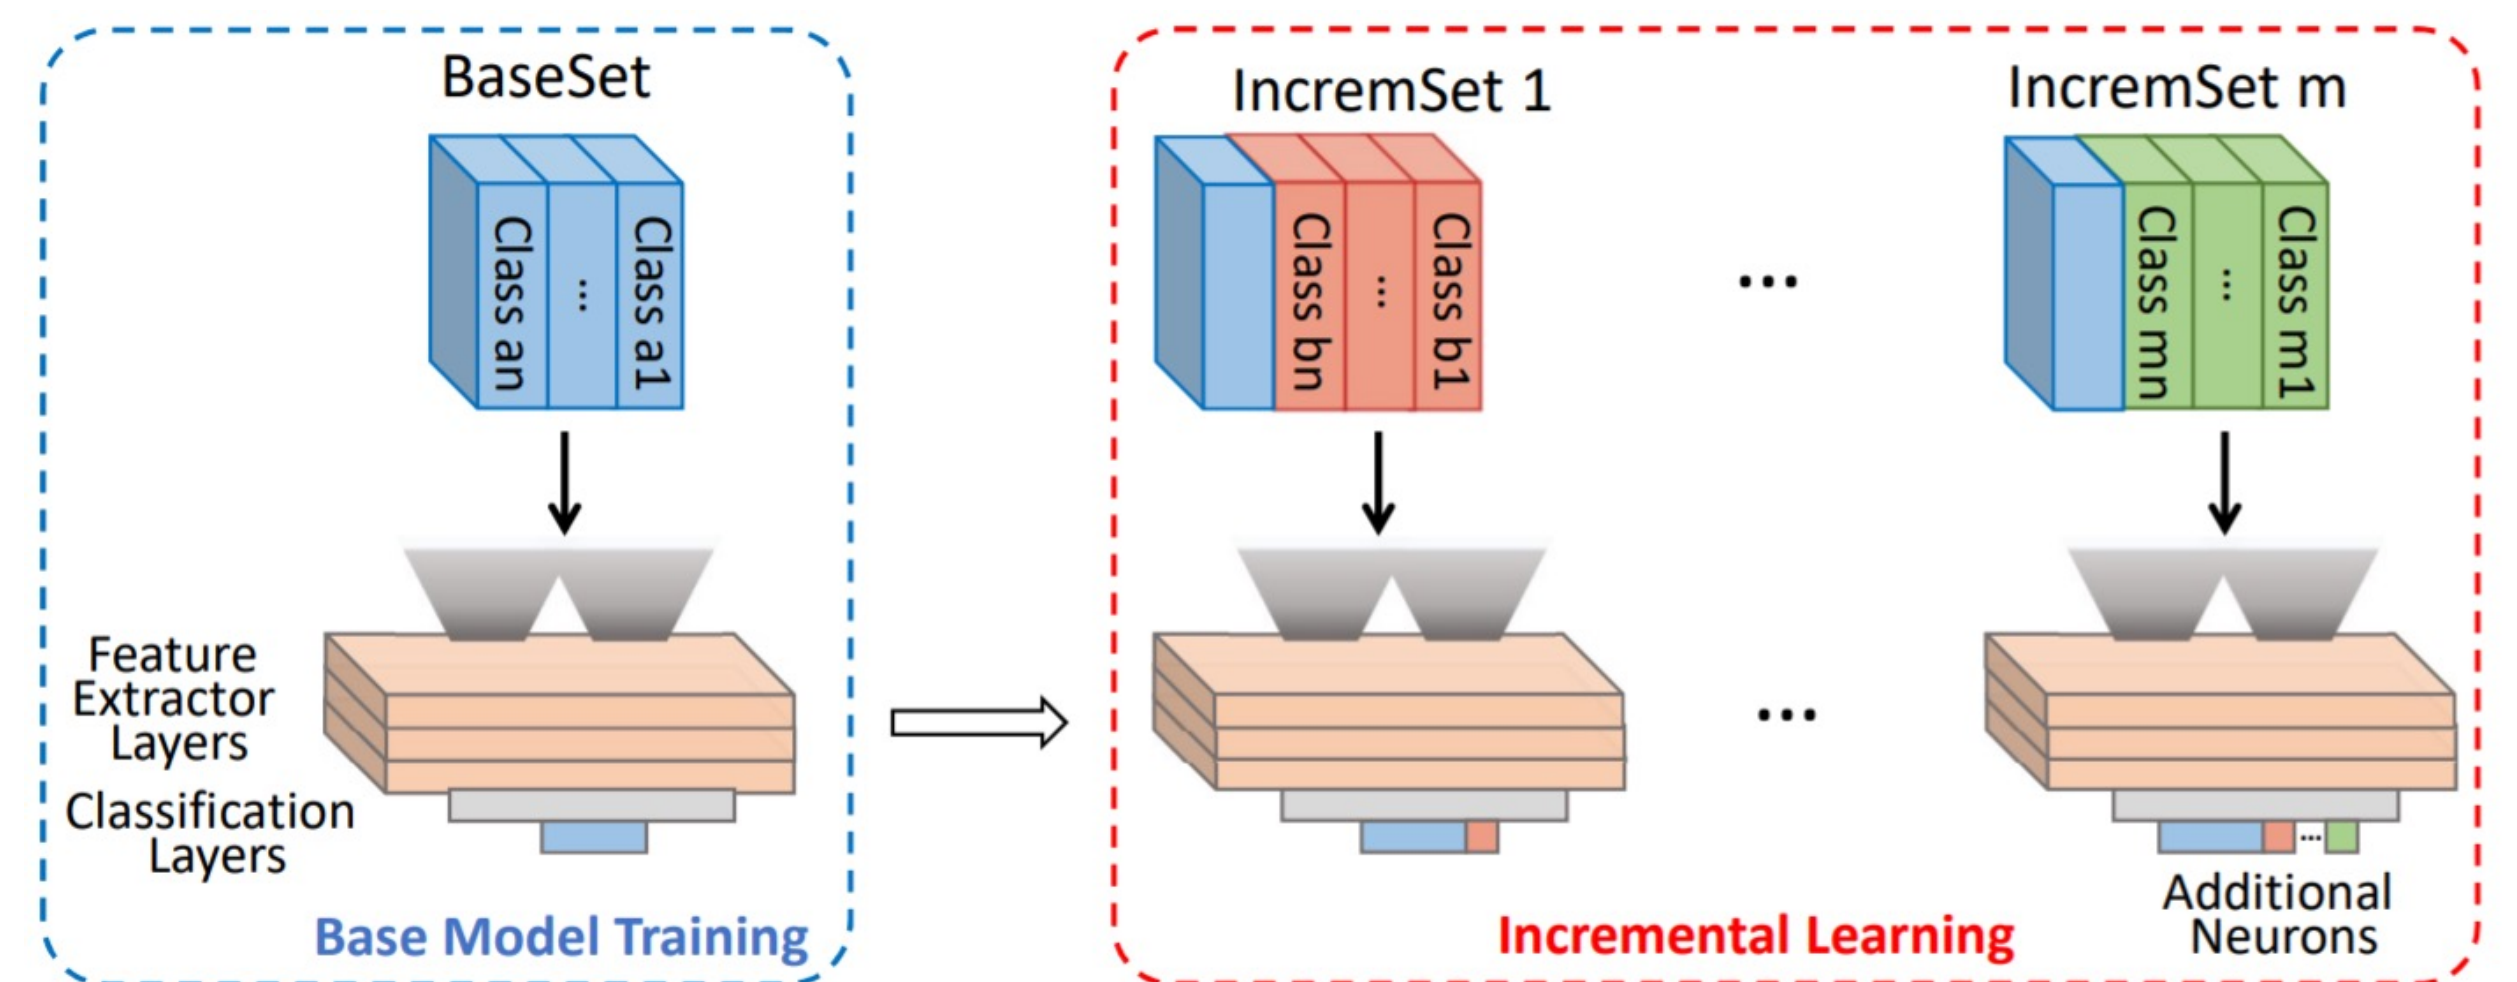 BaseSet
Class an
...
Class a1
Feature
Extractor
Layers
Classification
Layers
Base Model Training
IncremSet 1
Class bn
...
Class b1
...
IncremSet m
Class mn
...
Class m1
...
...
Additional
Neurons
Incremental Learning